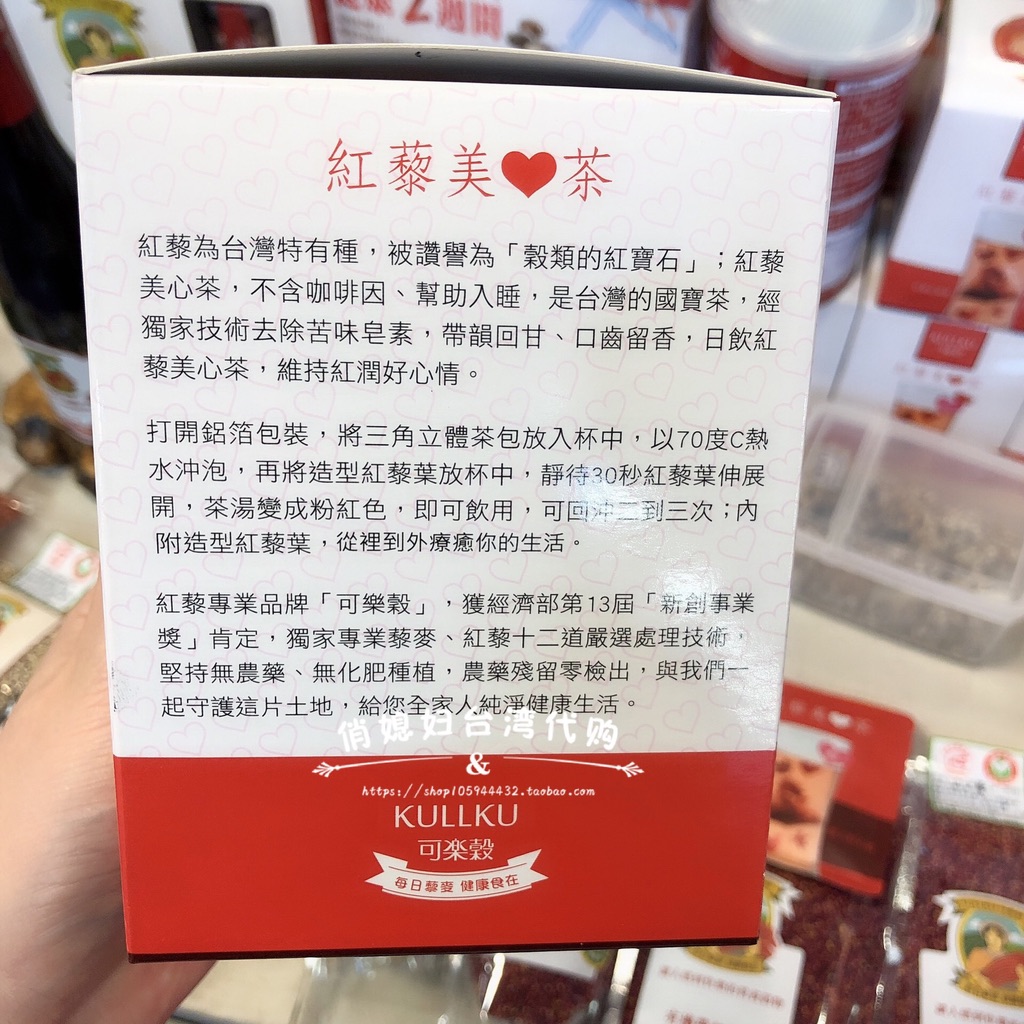 紅藜美❤茶
紅藜為台灣特有種，被讚譽為「穀類的紅寶石」；紅藜
美心茶，不含咖啡因、幫助入睡，是台灣的國寶茶，經
獨家技術去除苦味皂素，帶韻回甘、口齒留香，日飲紅
藜美心茶，維持紅潤好心情。
打開鋁箔包裝，將三角立體茶包放入杯中，以70度C熱
水沖泡，再將造型紅藜葉放杯中，靜待30秒紅藜葉伸展
開，茶湯變成粉紅色，即可飲用，可回沖二到三次；內
附造型紅藜葉，從裡到外療癒你的生活。
紅藜專業品牌「可樂穀」，獲經濟部第13屆「新創事業
獎」肯定，獨家專業藜麥、紅藜十二道嚴選處理技術，
堅持無農藥、無化肥種植，農藥殘留零檢出，與我們一
起守護這片土地，給您全家人純淨健康生活。
俏媳妇台湾代购
&
https://shop105944432.taobao.com
KULLKU
可楽穀
每日藜麥 健康食在